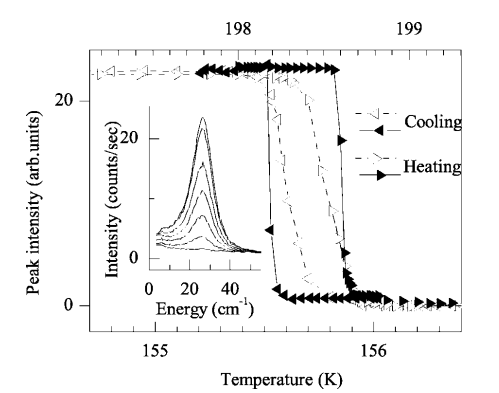 198 199
20
0
Peak intensity (arb.units)
Cooling
Heating
20
0
Intensity (counts/sec)
0 20 40
Energy (cm-1)
155 156
Temperature (K)